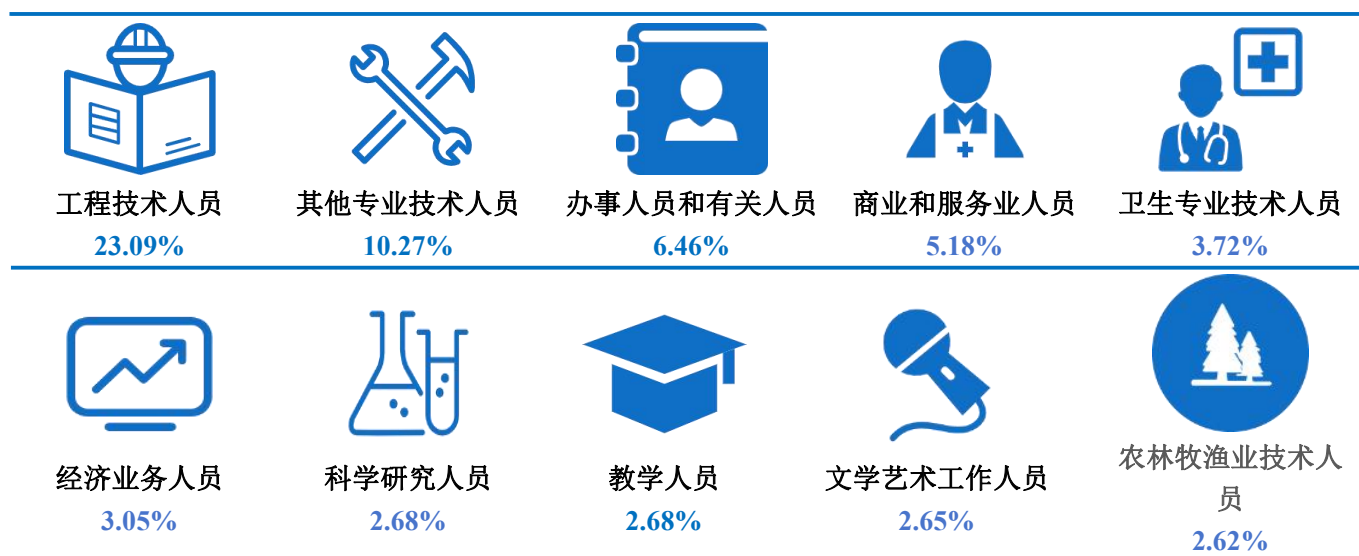 工程技术人员
其他专业技术人员
办事人员和有关人员
商业和服务业人员
卫生专业技术人员
23.09%
10.27%
6.46%
5.18%
3.72%
经济业务人员
科学研究人员
教学人员
文学艺术工作人员
农林牧渔业技术人
员
3.05%
2.68%
2.68%
2.65%
2.62%